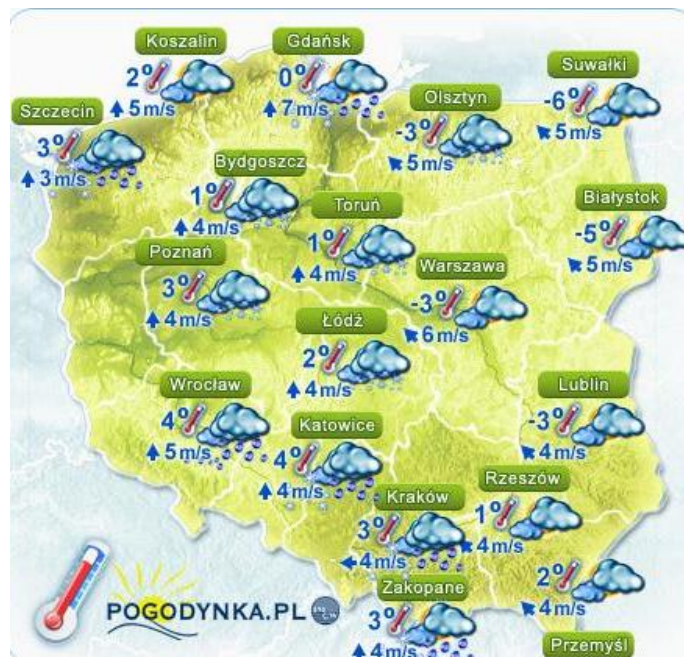 Koszalin
2°
5 m/s
Gdańsk
0°
7 m/s
Suwałki
-6°
5 m/s
Olsztyn
-3°
5 m/s
Szczecin
3°
3 m/s
Bydgoszcz
1°
4 m/s
Toruń
1°
4 m/s
Białystok
-5°
5 m/s
Poznań
3°
4 m/s
Warszawa
-3°
6 m/s
Łódź
2°
4 m/s
Wrocław
4°
5 m/s
Katowice
4°
4 m/s
Lublin
-3°
4 m/s
Rzeszów
1°
4 m/s
Kraków
3°
4 m/s
Zakopane
3°
4 m/s
2°
4 m/s
Przemyśl
POGODYNKA.PL